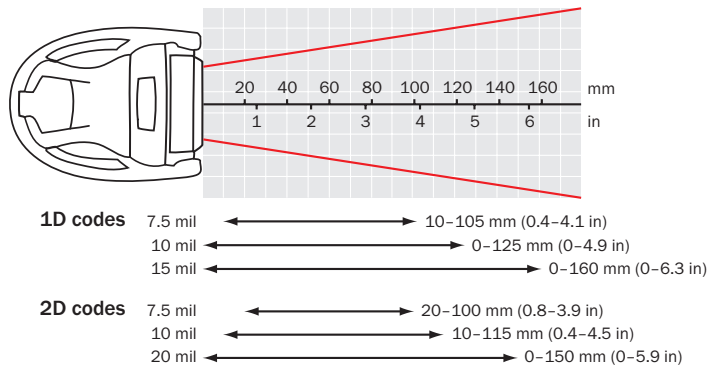 20 40 60 80 100 120 140 160 mm
1 2 3 4 5 6 in
1D codes 7.5 mil 10–105 mm (0.4–4.1 in)
10 mil 0–125 mm (0–4.9 in)
15 mil 0–160 mm (0–6.3 in)
2D codes 7.5 mil 20–100 mm (0.8–3.9 in)
10 mil 10–115 mm (0.4–4.5 in)
20 mil 0–150 mm (0–5.9 in)